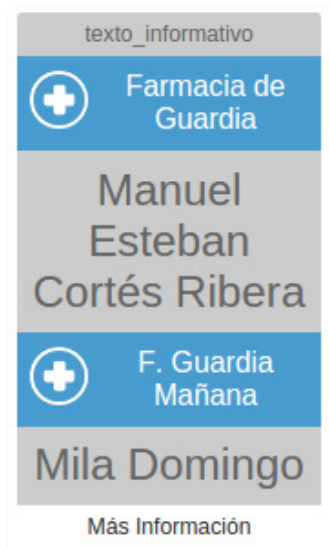 texto_informativo
Farmacia de
Guardia
Manuel
Esteban
Cortés Ribera
F. Guardia
Mañana
Mila Domingo
Más Información